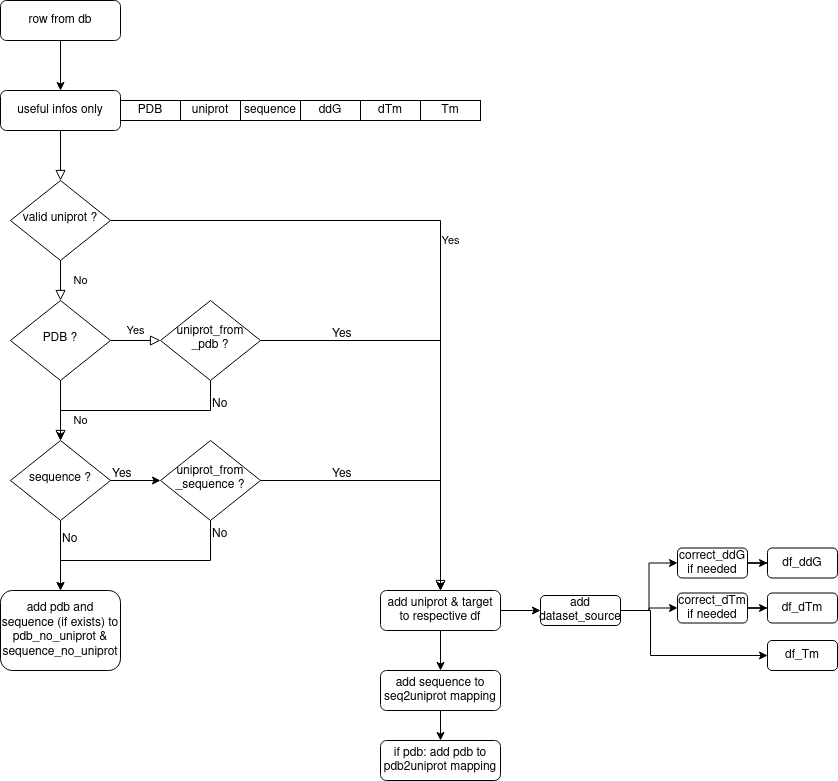 row from db
useful infos only
PDB
uniprot
sequence
ddG
dTm
Tm
valid uniprot ?
Yes
No
PDB ?
Yes
uniprot_from
_pdb ?
Yes
No
No
sequence ?
Yes
uniprot_from
_sequence ?
Yes
No
No
add pdb and
sequence (if exists) to
pdb_no_uniprot &
sequence_no_uniprot
add uniprot & target
to respective df
add
dataset_source
correct_ddG
if needed
df_ddG
correct_dTm
if needed
df_dTm
df_Tm
add sequence to
seq2uniprot mapping
if pdb: add pdb to
pdb2uniprot mapping